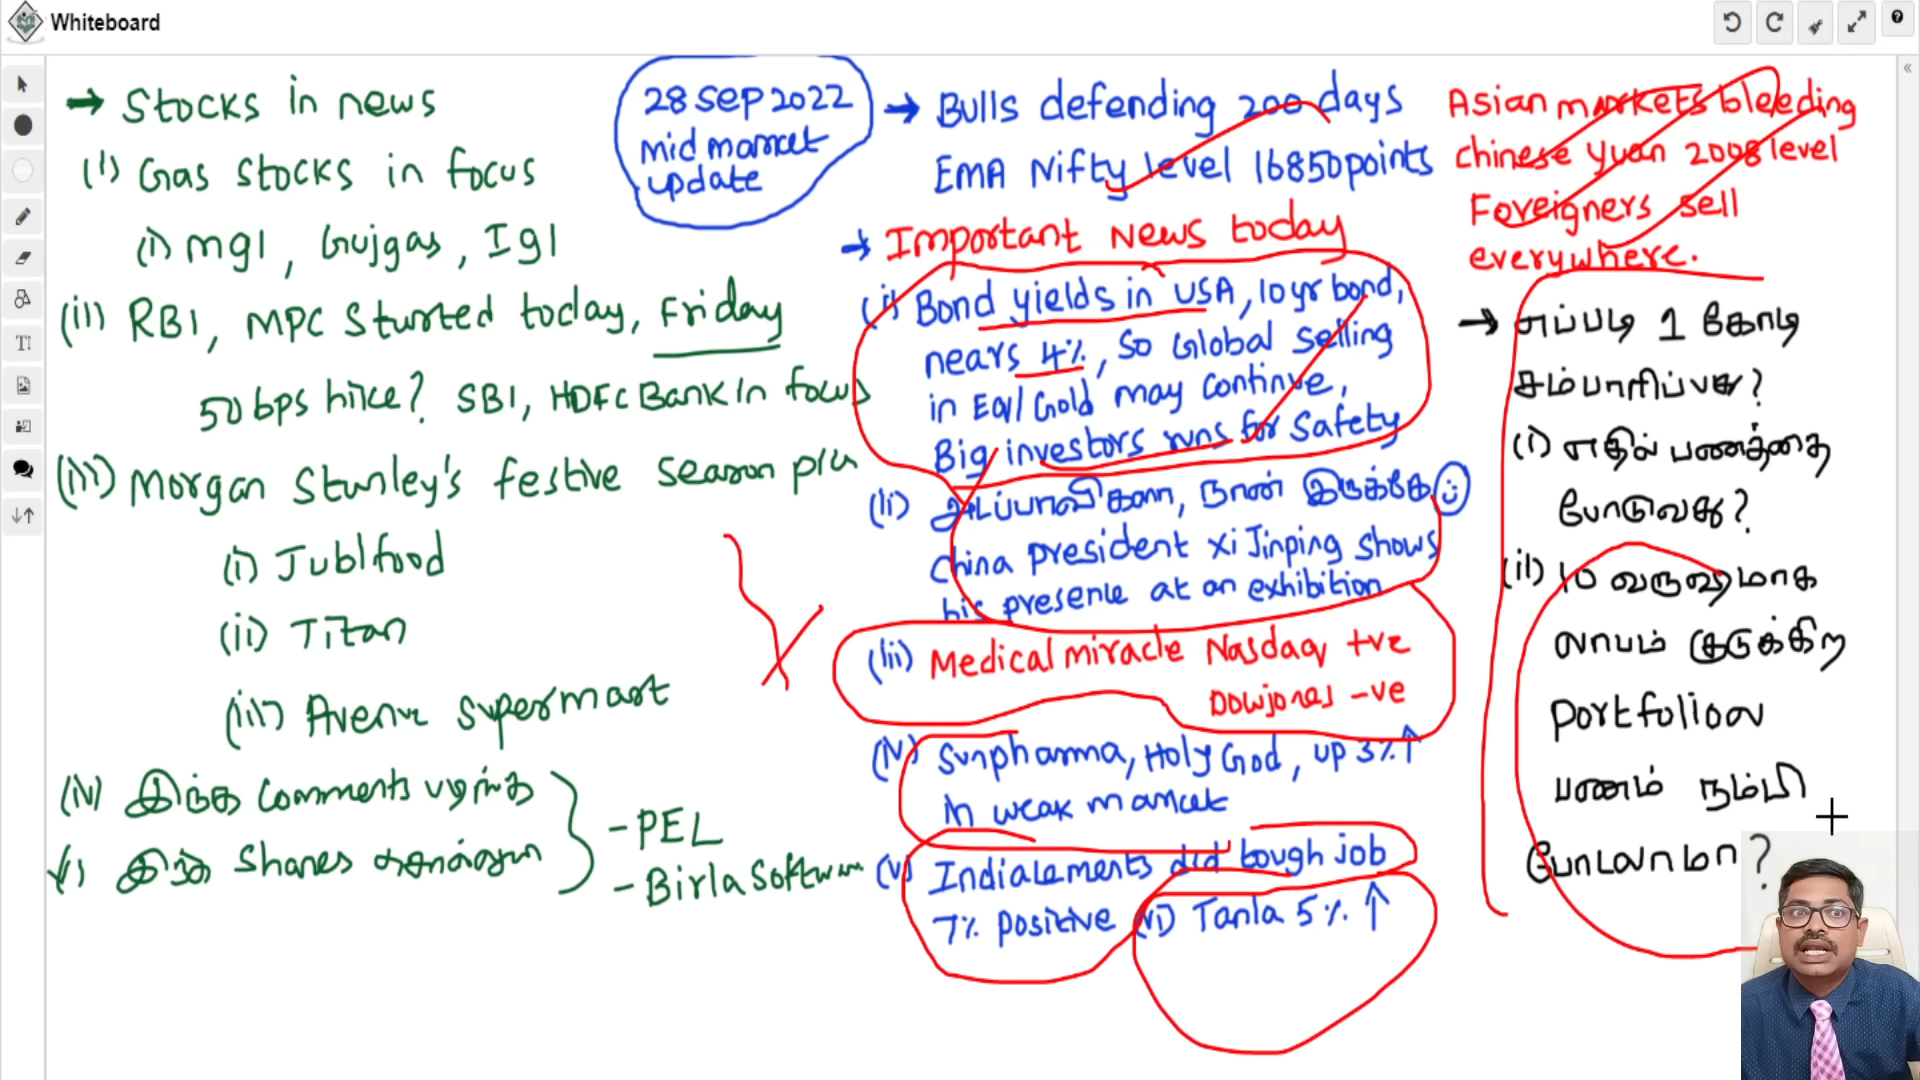 Whiteboard
→ Stocks in news
(i) Gas stocks in focus
(i) mgl, Gujgas, Igl
(ii) RBI, MPC Started today, Friday
50 bps hike? SBI, HDFC Bank in focus
(iii) Morgan Stanley's festive season
(i) Jublfood
(ii) Titan
(iii) Avenue supermart
(iv) இந்த comments
(v) இந்த Shares
- PEL
- Birla Software
28 Sep 2022
mid market
update
→ Bulls defending 200 days
EMA Nifty level 16850 points
→ Important News today
(i) Bond yields in USA, 10 yr bond,
nears 4%, So Global selling
in Eq/Gold may continue,
Big investors runs for safety
(ii) நான் இருக்கே
China president xi Jinping shows
his presence at an exhibition
(iii) Medical miracle Nasdaq +ve
Dowjones -ve
(iv) Sunpharma, Holy God, up 3% ↑
in weak market
(v) Indiacements did tough job
7% positive (vi) Tanla 5% ↑
Asian markets bleeding
Chinese yuan 2008 level
Foreigners sell
everywhere.
→ எப்படி 1 கோடி
சம்பாரிப்பது?
(i) எதில் பணத்தை
போடுவது?
(ii) 10 வருஷமாக
லாபம் குடுக்கிற
Portfolioல
பணம் நம்பி
போடலாமா?